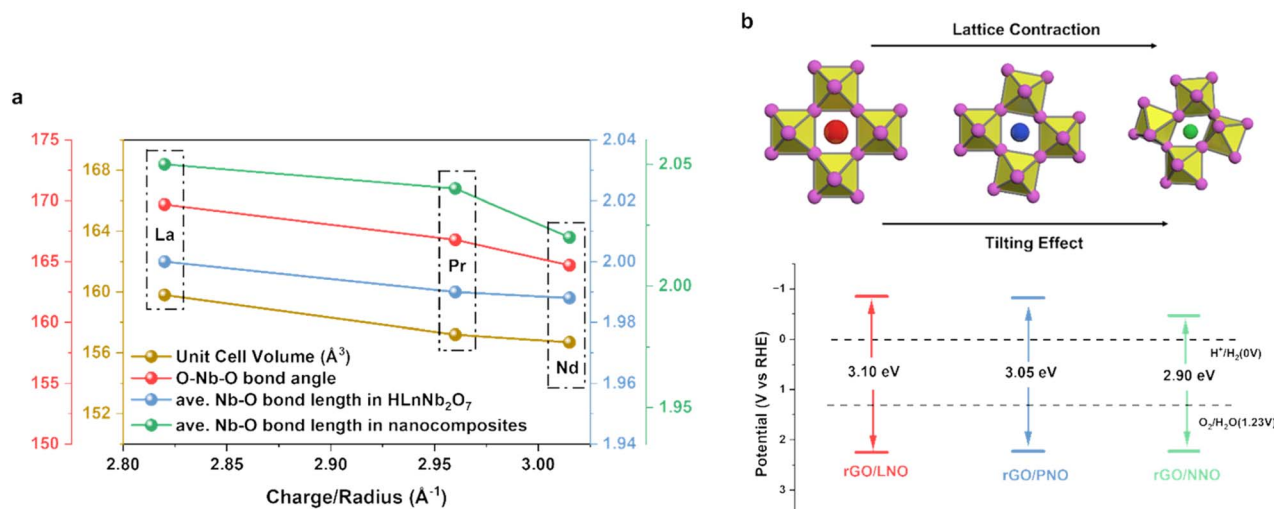 a
175
170
165
160
155
150
168
164
160
156
152
2.04
2.02
2.00
1.98
1.96
1.94
2.05
2.00
1.95
La
Pr
Nd
Unit Cell Volume (Å³)
O-Nb-O bond angle
ave. Nb-O bond length in HLnNb₂O₇
ave. Nb-O bond length in nanocomposites
2.80 2.85 2.90 2.95 3.00
Charge/Radius (Å⁻¹)
b
Lattice Contraction
Tilting Effect
Potential (V vs RHE)
−1
0
1
2
3
H⁺/H₂(0V)
3.10 eV 3.05 eV 2.90 eV
O₂/H₂O(1.23V)
rGO/LNO rGO/PNO rGO/NNO